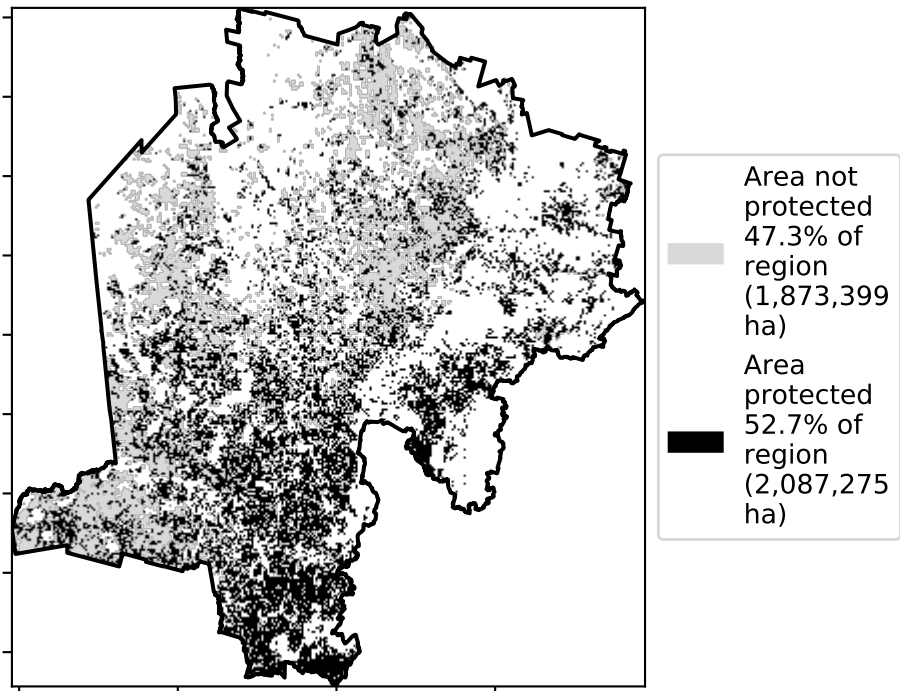 Area not
protected
47.3% of
region
(1,873,399
ha)
Area
protected
52.7% of
region
(2,087,275
ha)